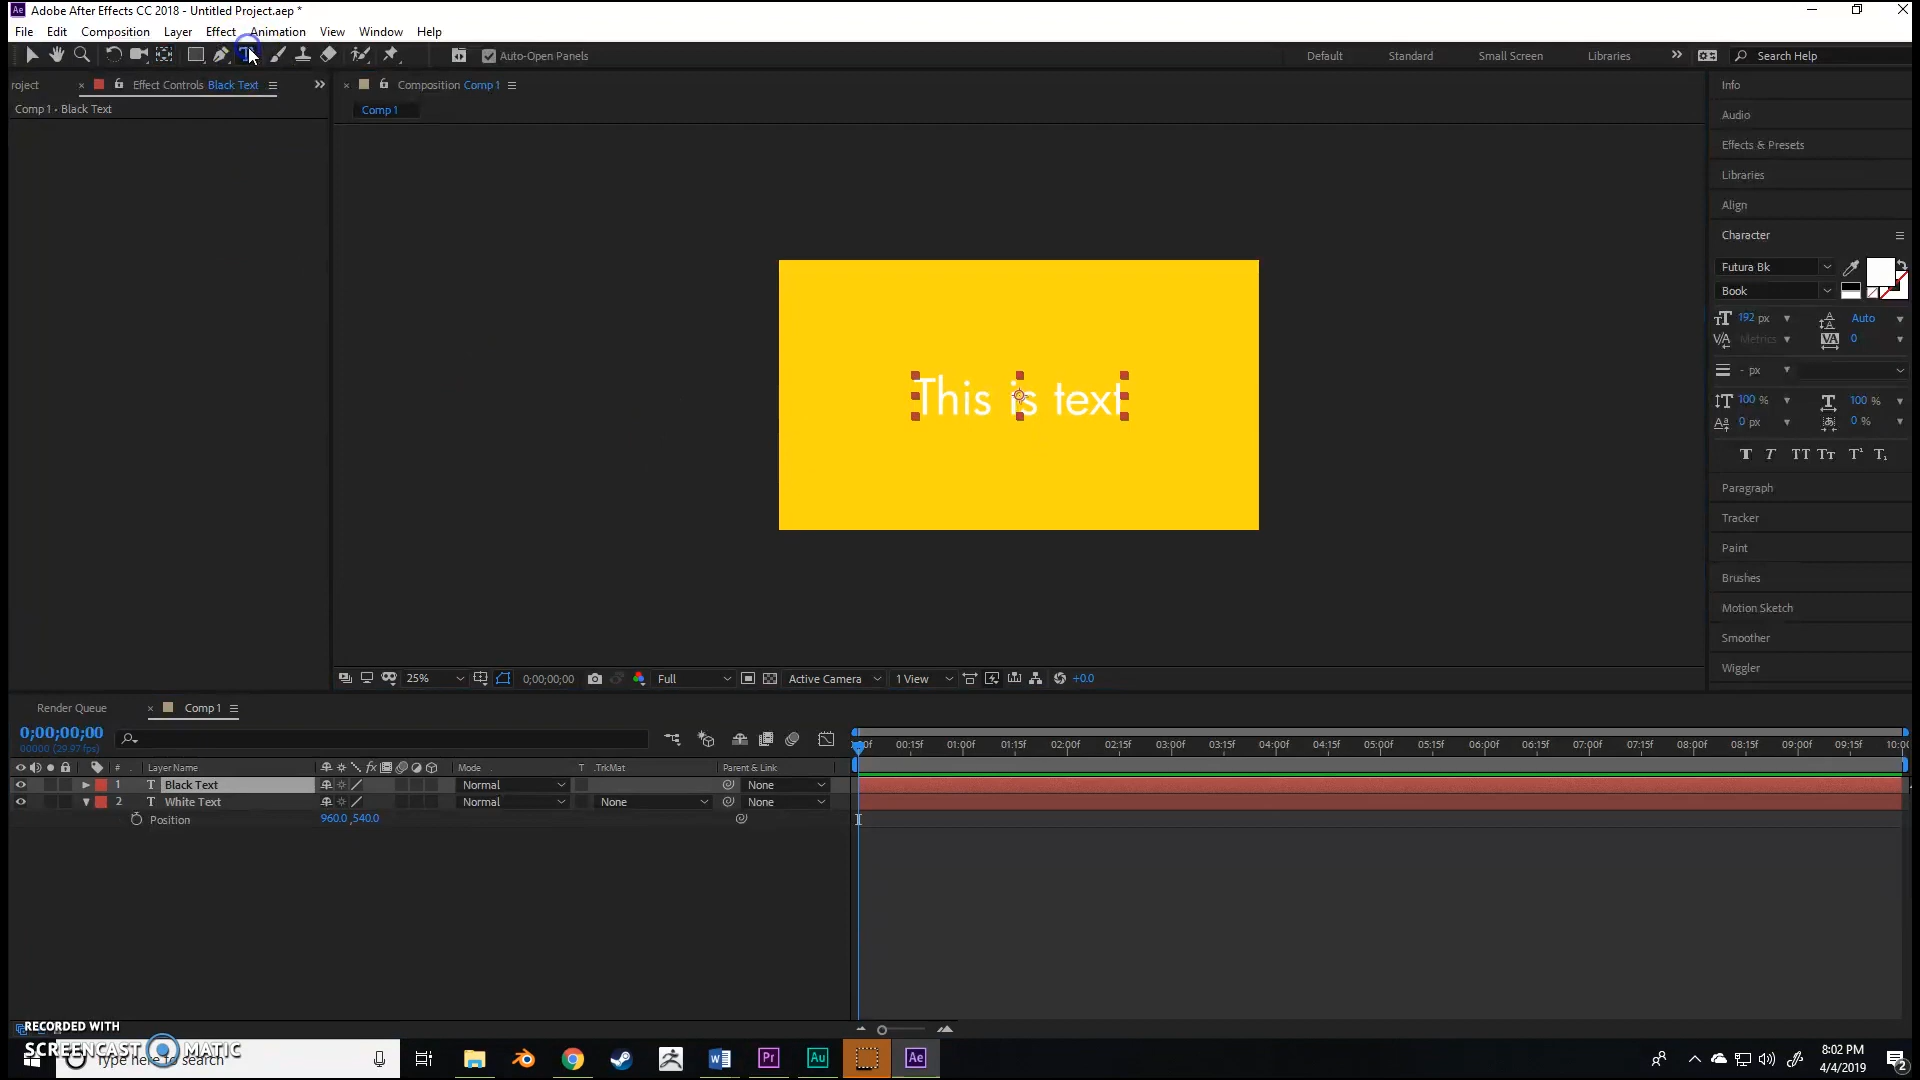 Adobe After Effects CC 2018 - Untitled Project.aep *
File Edit Composition Layer Effect Animation View Window Help
Auto-Open Panels Default Standard Small Screen Libraries Search Help
roject Effect Controls Black Text
Comp 1 • Black Text
Composition Comp 1
Comp 1
This is text
Info
Audio
Effects & Presets
Libraries
Align
Character
Futura Bk
Book
192 px Auto
Metrics 0
- px
100 % 100 %
0 px 0 %
Paragraph
Tracker
Paint
Brushes
Motion Sketch
Smoother
Wiggler
25% 0;00;00;00 Full Active Camera 1 View +0.0
Render Queue Comp 1
0;00;00;00
00000 (29.97 fps)
:00f 00:15f 01:00f 01:15f 02:00f 02:15f 03:00f 03:15f 04:00f 04:15f 05:00f 05:15f 06:00f 06:15f 07:00f 07:15f 08:00f 08:15f 09:00f 09:15f 10:00
# Layer Name Mode T .TrkMat Parent & Link
1 T Black Text Normal None
2 T White Text Normal None None
Position 960.0 ,540.0
RECORDED WITH
SCREENCAST MATIC
Type here to search
8:02 PM
4/4/2019
2